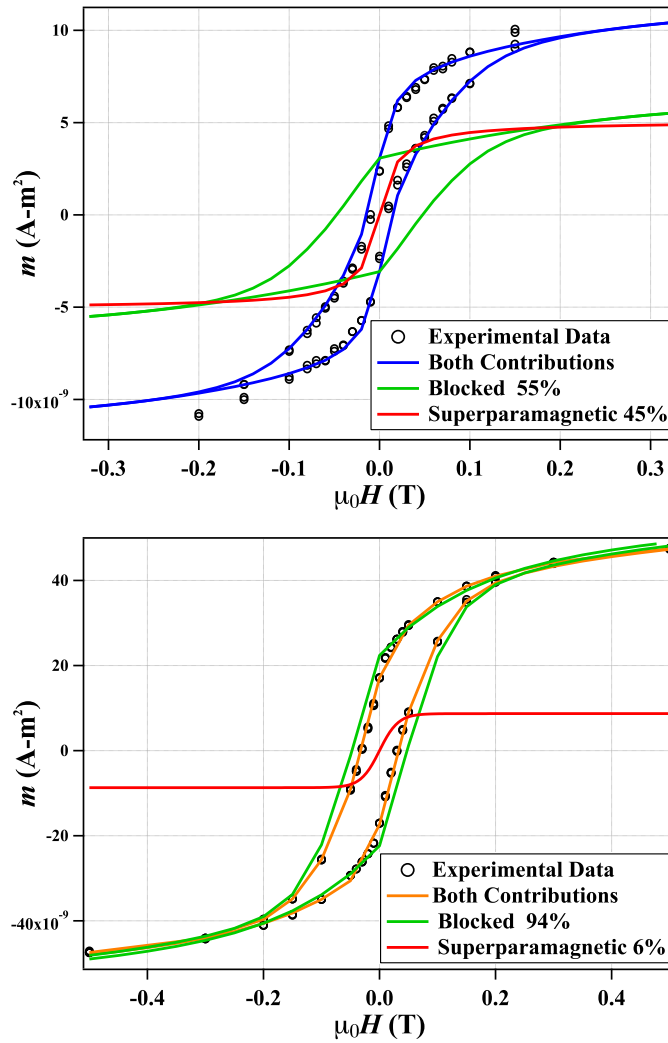 10
5
0
-5
-10x10⁻⁹
m (A-m²)
-0.3 -0.2 -0.1 0.0 0.1 0.2 0.3
μ₀H (T)
Experimental Data
Both Contributions
Blocked 55%
Superparamagnetic 45%
40
20
0
-20
-40x10⁻⁹
m (A-m²)
-0.4 -0.2 0.0 0.2 0.4
μ₀H (T)
Experimental Data
Both Contributions
Blocked 94%
Superparamagnetic 6%